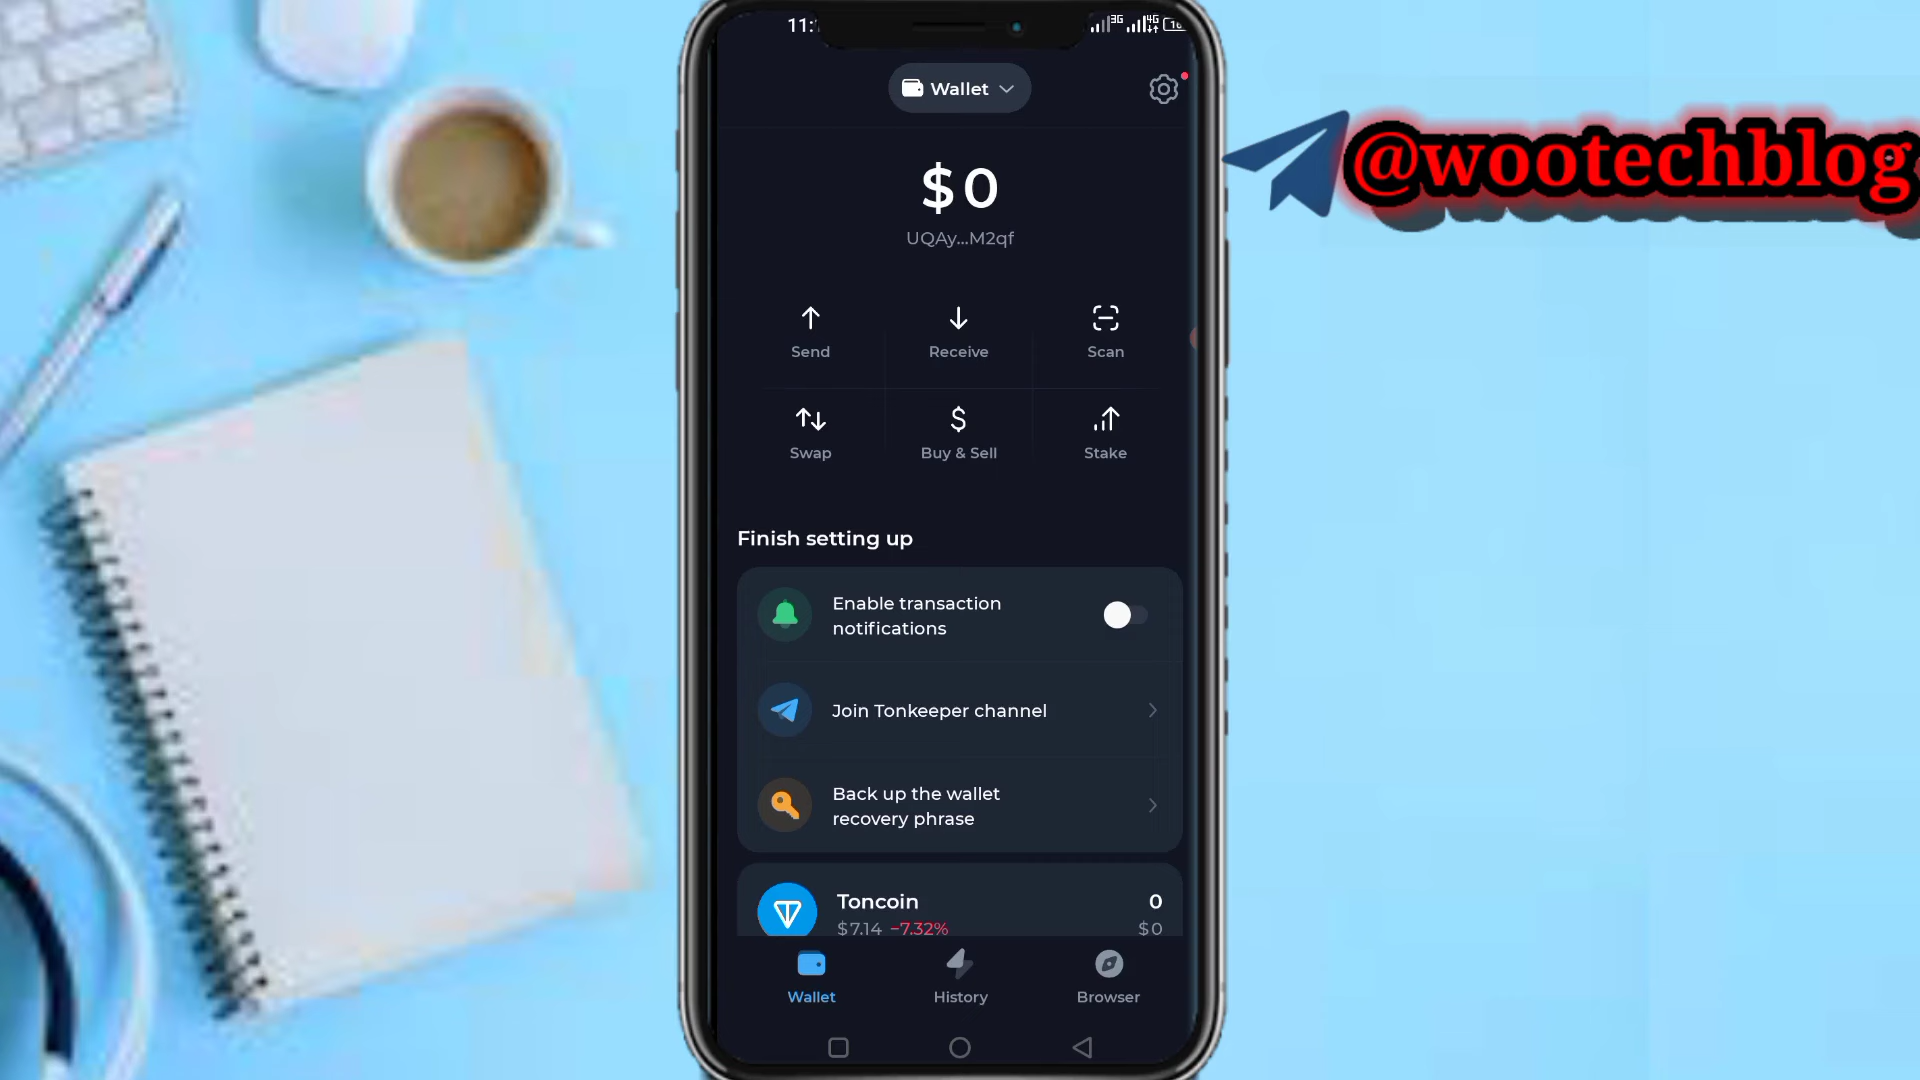 11:
3G 4G
Wallet
@wootechblog
$0
UQAy...M2qf
Send Receive Scan
Swap Buy & Sell Stake
Finish setting up
Enable transaction
notifications
Join Tonkeeper channel
Back up the wallet
recovery phrase
Toncoin 0
$7.14 −7.32% $0
Wallet History Browser